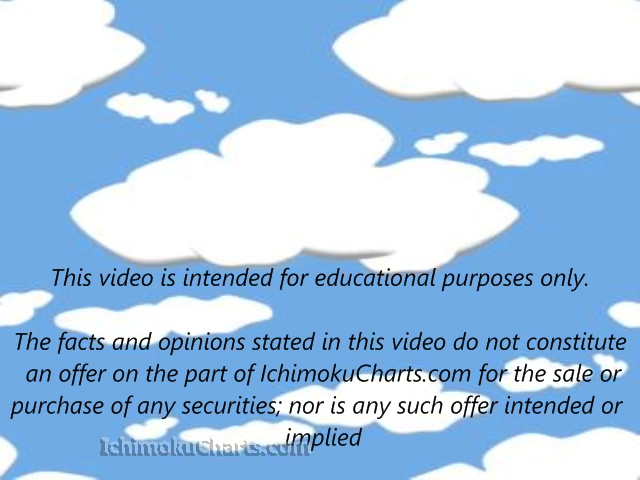 This video is intended for educational purposes only.
The facts and opinions stated in this video do not constitute
an offer on the part of IchimokuCharts.com for the sale or
purchase of any securities; nor is any such offer intended or
implied
IchimokuCharts.com